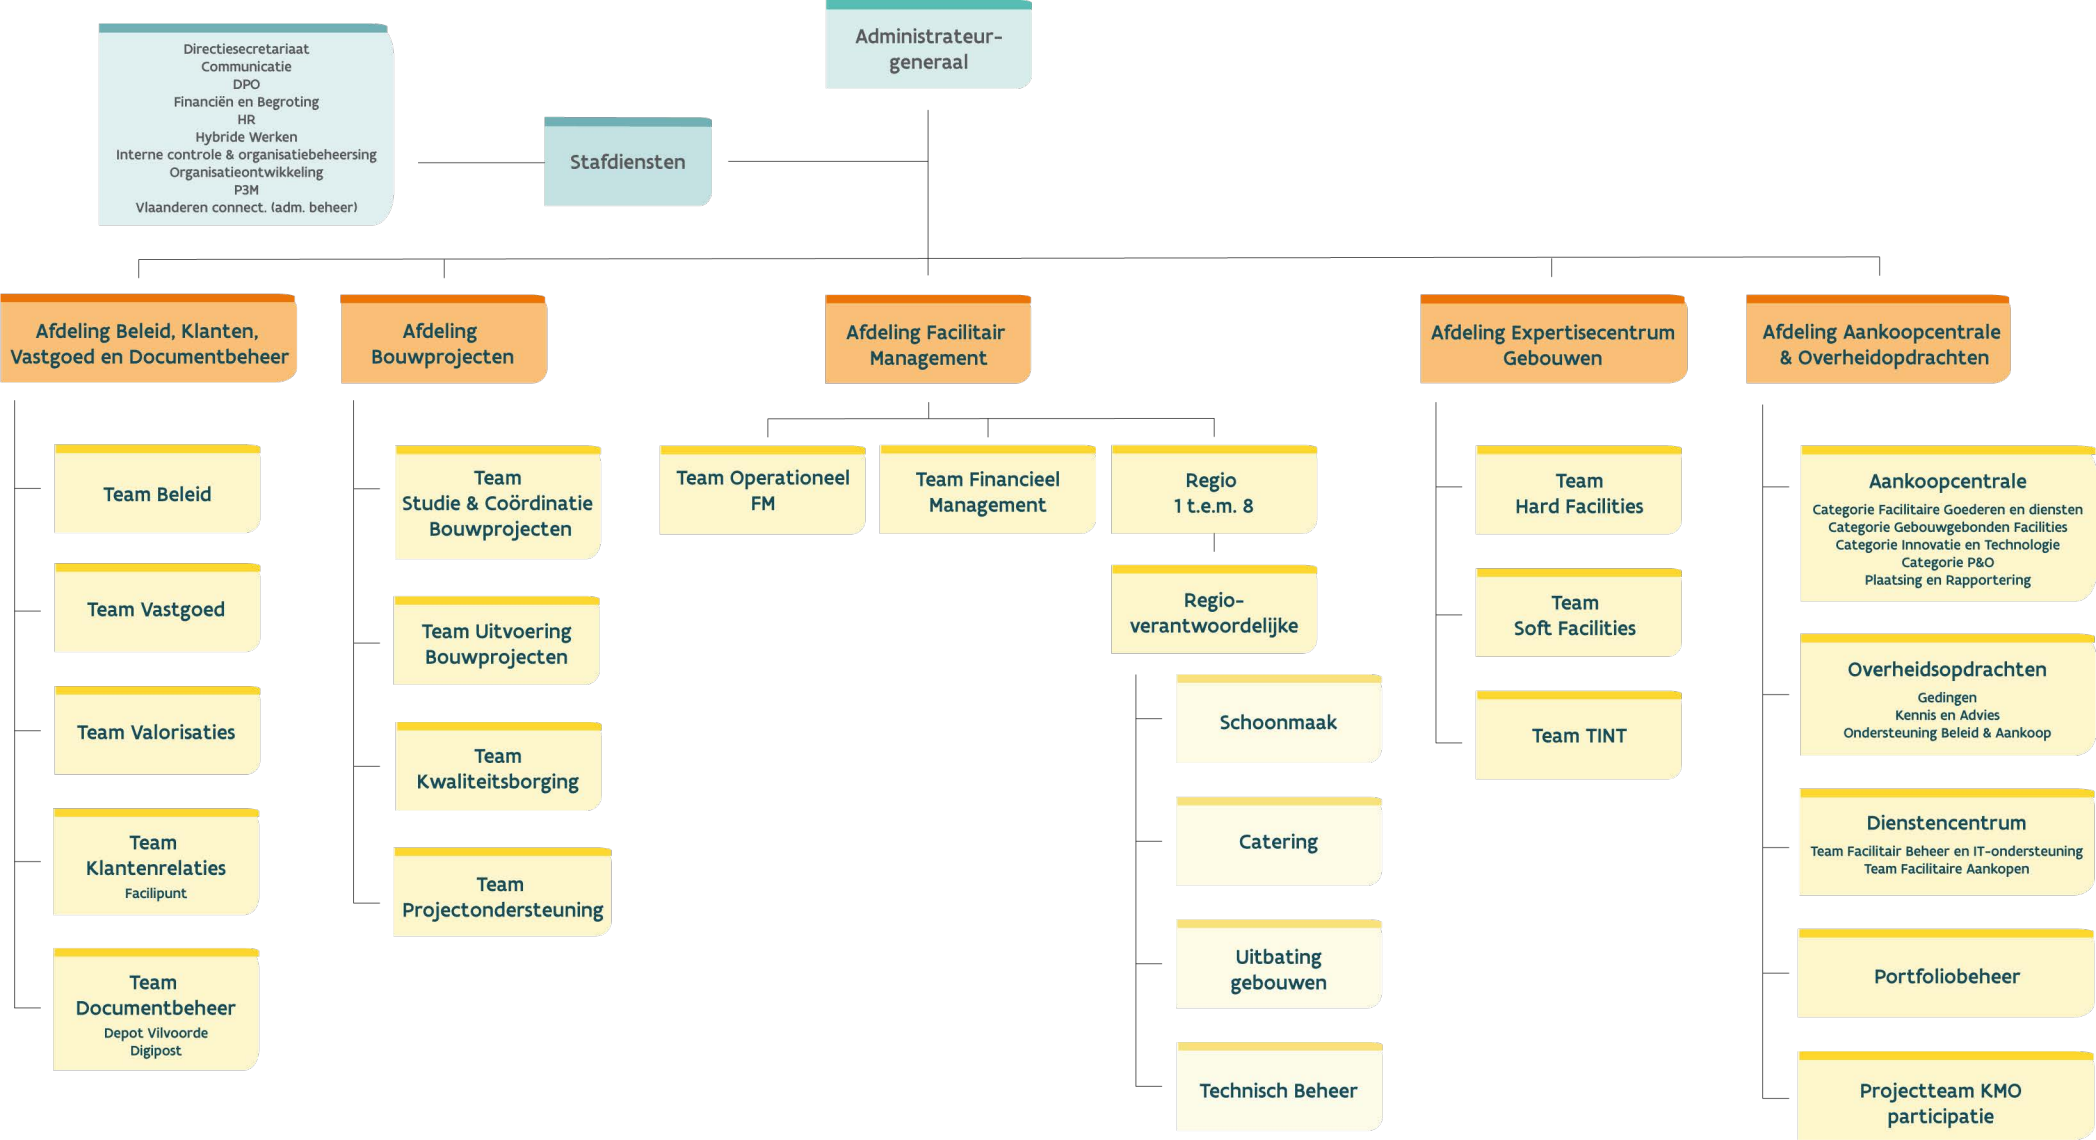 Administrateur-
generaal
Directiesecretariaat
Communicatie
DPO
Financiën en Begroting
HR
Hybride Werken
Interne controle & organisatiebeheersing
Organisatieontwikkeling
P3M
Vlaanderen connect. (adm. beheer)
Stafdiensten
Afdeling Beleid, Klanten,
Vastgoed en Documentbeheer
Team Beleid
Team Vastgoed
Team Valorisaties
Team
Klantenrelaties
Facilipunt
Team
Documentbeheer
Depot Vilvoorde
Digipost
Afdeling
Bouwprojecten
Team
Studie & Coördinatie
Bouwprojecten
Team Uitvoering
Bouwprojecten
Team
Kwaliteitsborging
Team
Projectondersteuning
Afdeling Facilitair
Management
Team Operationeel
FM
Team Financieel
Management
Regio
1 t.e.m. 8
Regio-
verantwoordelijke
Schoonmaak
Catering
Uitbating
gebouwen
Technisch Beheer
Afdeling Expertisecentrum
Gebouwen
Team
Hard Facilities
Team
Soft Facilities
Team TINT
Afdeling Aankoopcentrale
& Overheidopdrachten
Aankoopcentrale
Categorie Facilitaire Goederen en diensten
Categorie Gebouwgebonden Facilities
Categorie Innovatie en Technologie
Categorie P&O
Plaatsing en Rapportering
Overheidsopdrachten
Gedingen
Kennis en Advies
Ondersteuning Beleid & Aankoop
Dienstencentrum
Team Facilitair Beheer en IT-ondersteuning
Team Facilitaire Aankopen
Portfoliobeheer
Projectteam KMO
participatie